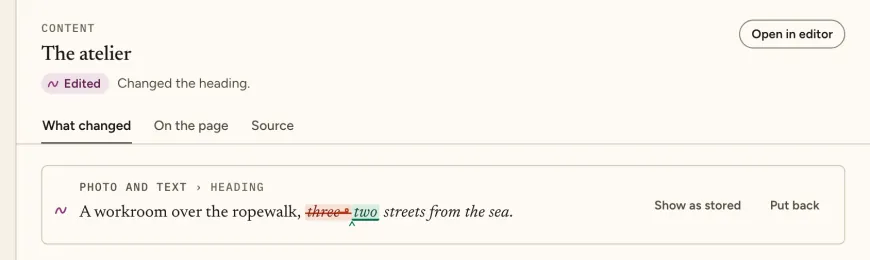 CONTENT
The atelier
Open in editor
Edited Changed the heading.
What changed On the page Source
PHOTO AND TEXT › HEADING
A workroom over the ropewalk, three two streets from the sea.
Show as stored Put back